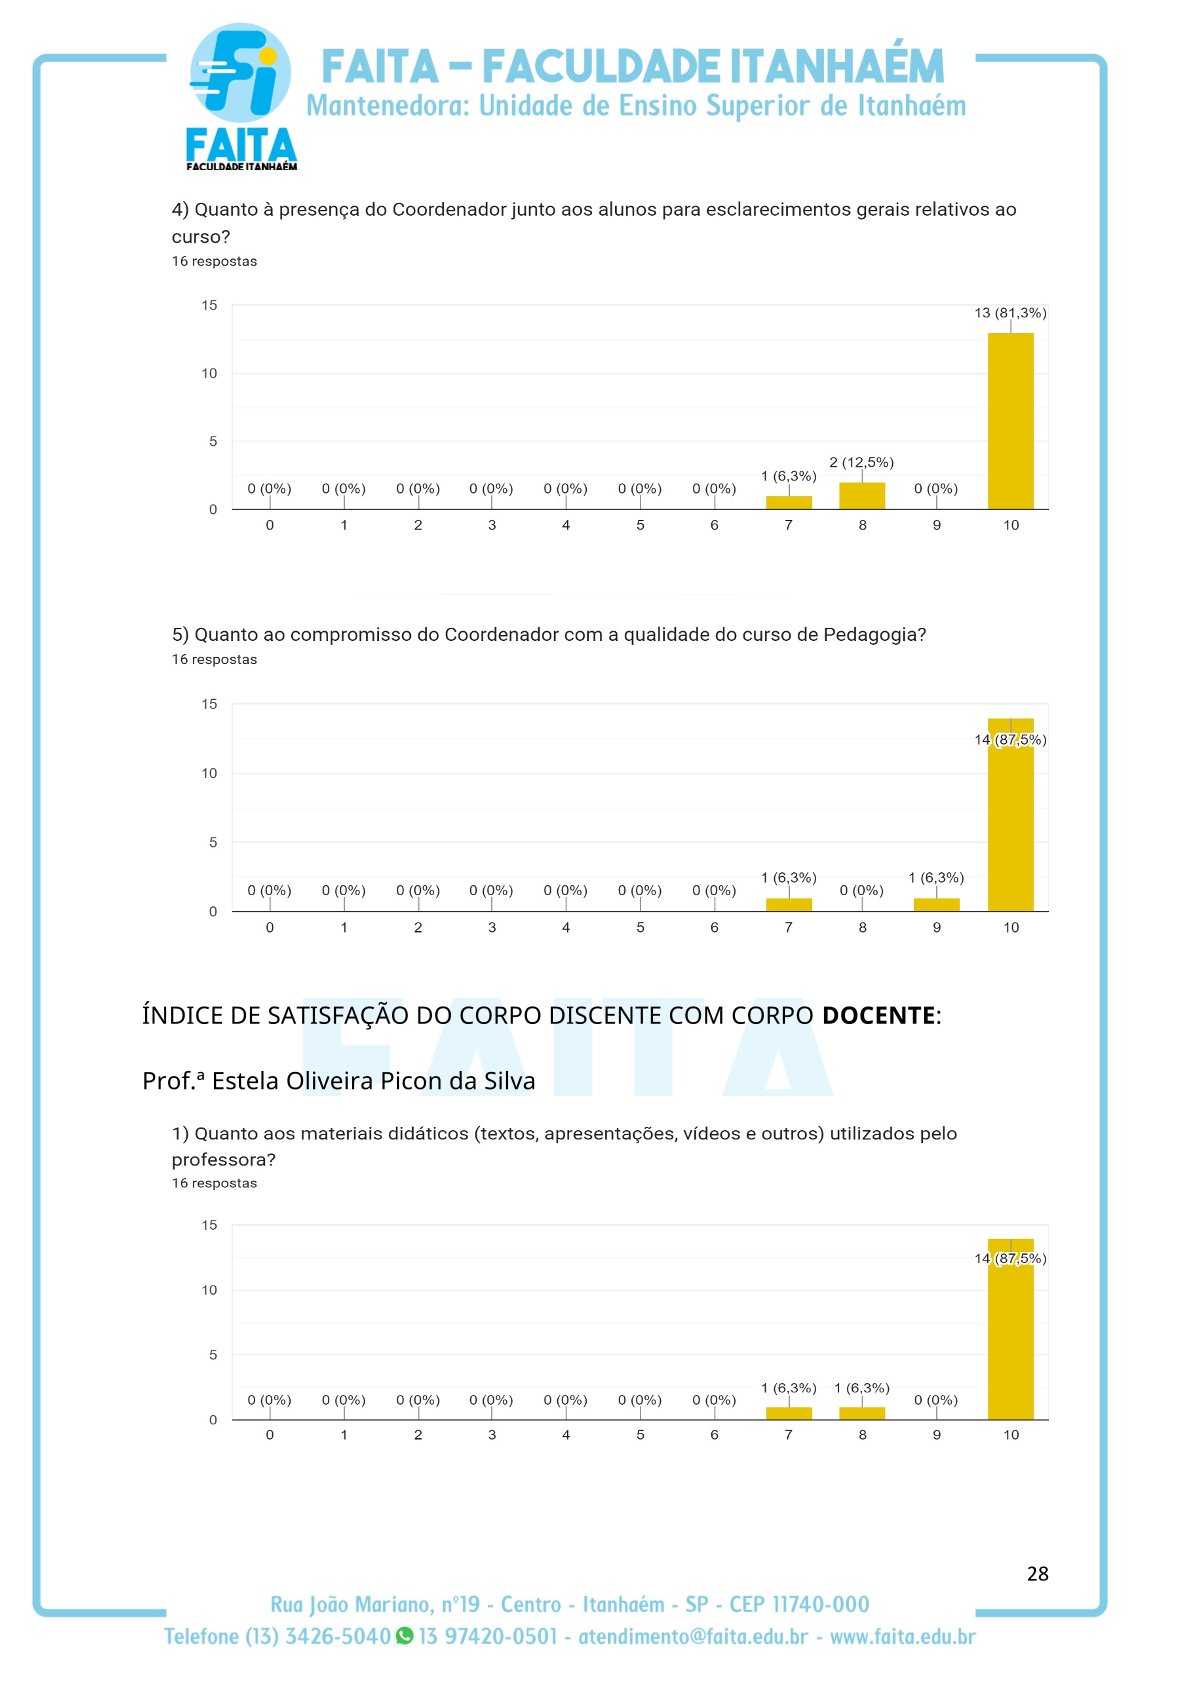 FAITA – FACULDADE ITANHAÉM
Mantenedora: Unidade de Ensino Superior de Itanhaém
Fi
FAITA
FACULDADE ITANHAÉM
4) Quanto à presença do Coordenador junto aos alunos para esclarecimentos gerais relativos ao
curso?
16 respostas
15
13 (81,3%)
10
5
1 (6,3%) 2 (12,5%)
0 (0%) 0 (0%) 0 (0%) 0 (0%) 0 (0%) 0 (0%) 0 (0%) 0 (0%)
0
0 1 2 3 4 5 6 7 8 9 10
5) Quanto ao compromisso do Coordenador com a qualidade do curso de Pedagogia?
16 respostas
15
14 (87,5%)
10
5
1 (6,3%) 1 (6,3%)
0 (0%) 0 (0%) 0 (0%) 0 (0%) 0 (0%) 0 (0%) 0 (0%) 0 (0%)
0
0 1 2 3 4 5 6 7 8 9 10
FAITA
ÍNDICE DE SATISFAÇÃO DO CORPO DISCENTE COM CORPO DOCENTE:
Prof.ª Estela Oliveira Picon da Silva
1) Quanto aos materiais didáticos (textos, apresentações, vídeos e outros) utilizados pelo
professora?
16 respostas
15
14 (87,5%)
10
5
1 (6,3%) 1 (6,3%)
0 (0%) 0 (0%) 0 (0%) 0 (0%) 0 (0%) 0 (0%) 0 (0%) 0 (0%)
0
0 1 2 3 4 5 6 7 8 9 10
28
Rua João Mariano, nº19 - Centro - Itanhaém - SP - CEP 11740-000
Telefone (13) 3426-5040 13 97420-0501 - atendimento@faita.edu.br - www.faita.edu.br